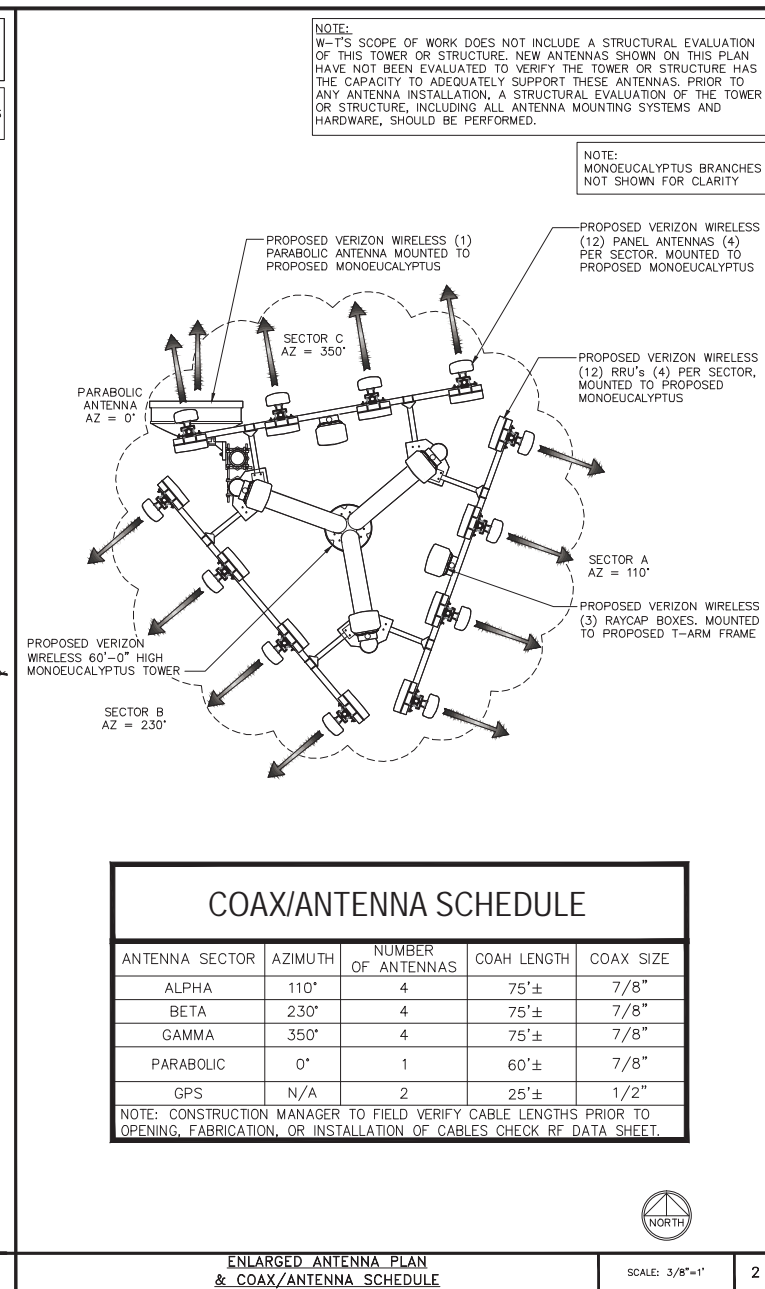 NOTE:
W-T'S SCOPE OF WORK DOES NOT INCLUDE A STRUCTURAL EVALUATION
OF THIS TOWER OR STRUCTURE. NEW ANTENNAS SHOWN ON THIS PLAN
HAVE NOT BEEN EVALUATED TO VERIFY THE TOWER OR STRUCTURE HAS
THE CAPACITY TO ADEQUATELY SUPPORT THESE ANTENNAS. PRIOR TO
ANY ANTENNA INSTALLATION, A STRUCTURAL EVALUATION OF THE TOWER
OR STRUCTURE, INCLUDING ALL ANTENNA MOUNTING SYSTEMS AND
HARDWARE, SHOULD BE PERFORMED.
NOTE:
MONOEUCALYPTUS BRANCHES
NOT SHOWN FOR CLARITY
PROPOSED VERIZON WIRELESS (1)
PARABOLIC ANTENNA MOUNTED TO
PROPOSED MONOEUCALYPTUS
PROPOSED VERIZON WIRELESS
(12) PANEL ANTENNAS (4)
PER SECTOR. MOUNTED TO
PROPOSED MONOEUCALYPTUS
SECTOR C
AZ = 350°
PROPOSED VERIZON WIRELESS
(12) RRU's (4) PER SECTOR,
MOUNTED TO PROPOSED
MONOEUCALYPTUS
PARABOLIC
ANTENNA
AZ = 0°
SECTOR A
AZ = 110°
PROPOSED VERIZON WIRELESS
(3) RAYCAP BOXES. MOUNTED
TO PROPOSED T-ARM FRAME
PROPOSED VERIZON
WIRELESS 60'-0" HIGH
MONOEUCALYPTUS TOWER
SECTOR B
AZ = 230°
COAX/ANTENNA SCHEDULE
ANTENNA SECTOR AZIMUTH NUMBER OF ANTENNAS COAH LENGTH COAX SIZE
ALPHA 110° 4 75'± 7/8"
BETA 230° 4 75'± 7/8"
GAMMA 350° 4 75'± 7/8"
PARABOLIC 0° 1 60'± 7/8"
GPS N/A 2 25'± 1/2"
NOTE: CONSTRUCTION MANAGER TO FIELD VERIFY CABLE LENGTHS PRIOR TO
OPENING, FABRICATION, OR INSTALLATION OF CABLES CHECK RF DATA SHEET.
NORTH
ENLARGED ANTENNA PLAN
& COAX/ANTENNA SCHEDULE
SCALE: 3/8"=1'
2